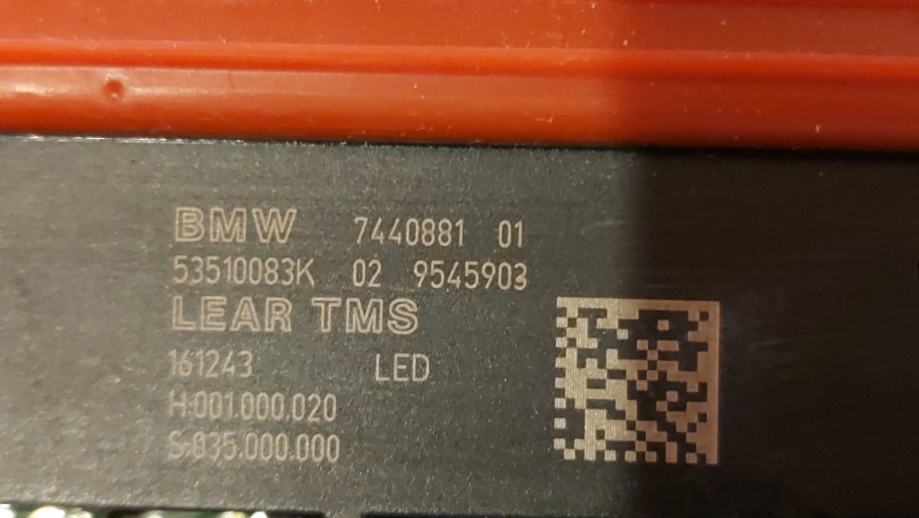 BMW 7440881 01
53510083K 02 9545903
LEAR TMS
161243 LED
H:001.000.020
S:035.000.000